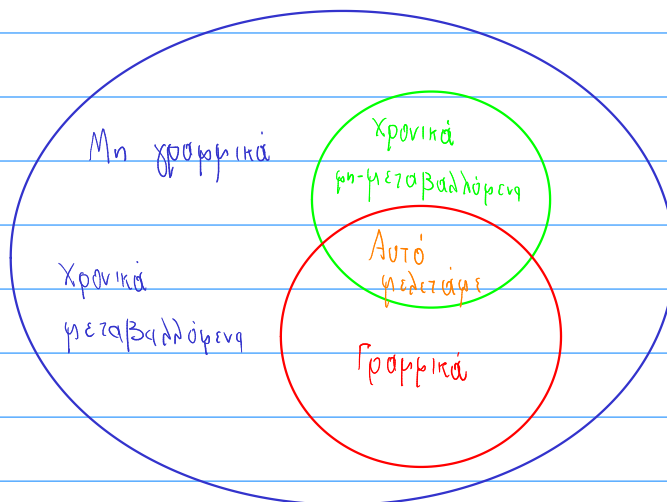 Μη γραμμικά
Χρονικά
μη-μεταβαλλόμενα
Αυτό
μελετάμε
Χρονικά
μεταβαλλόμενα
Γραμμικά